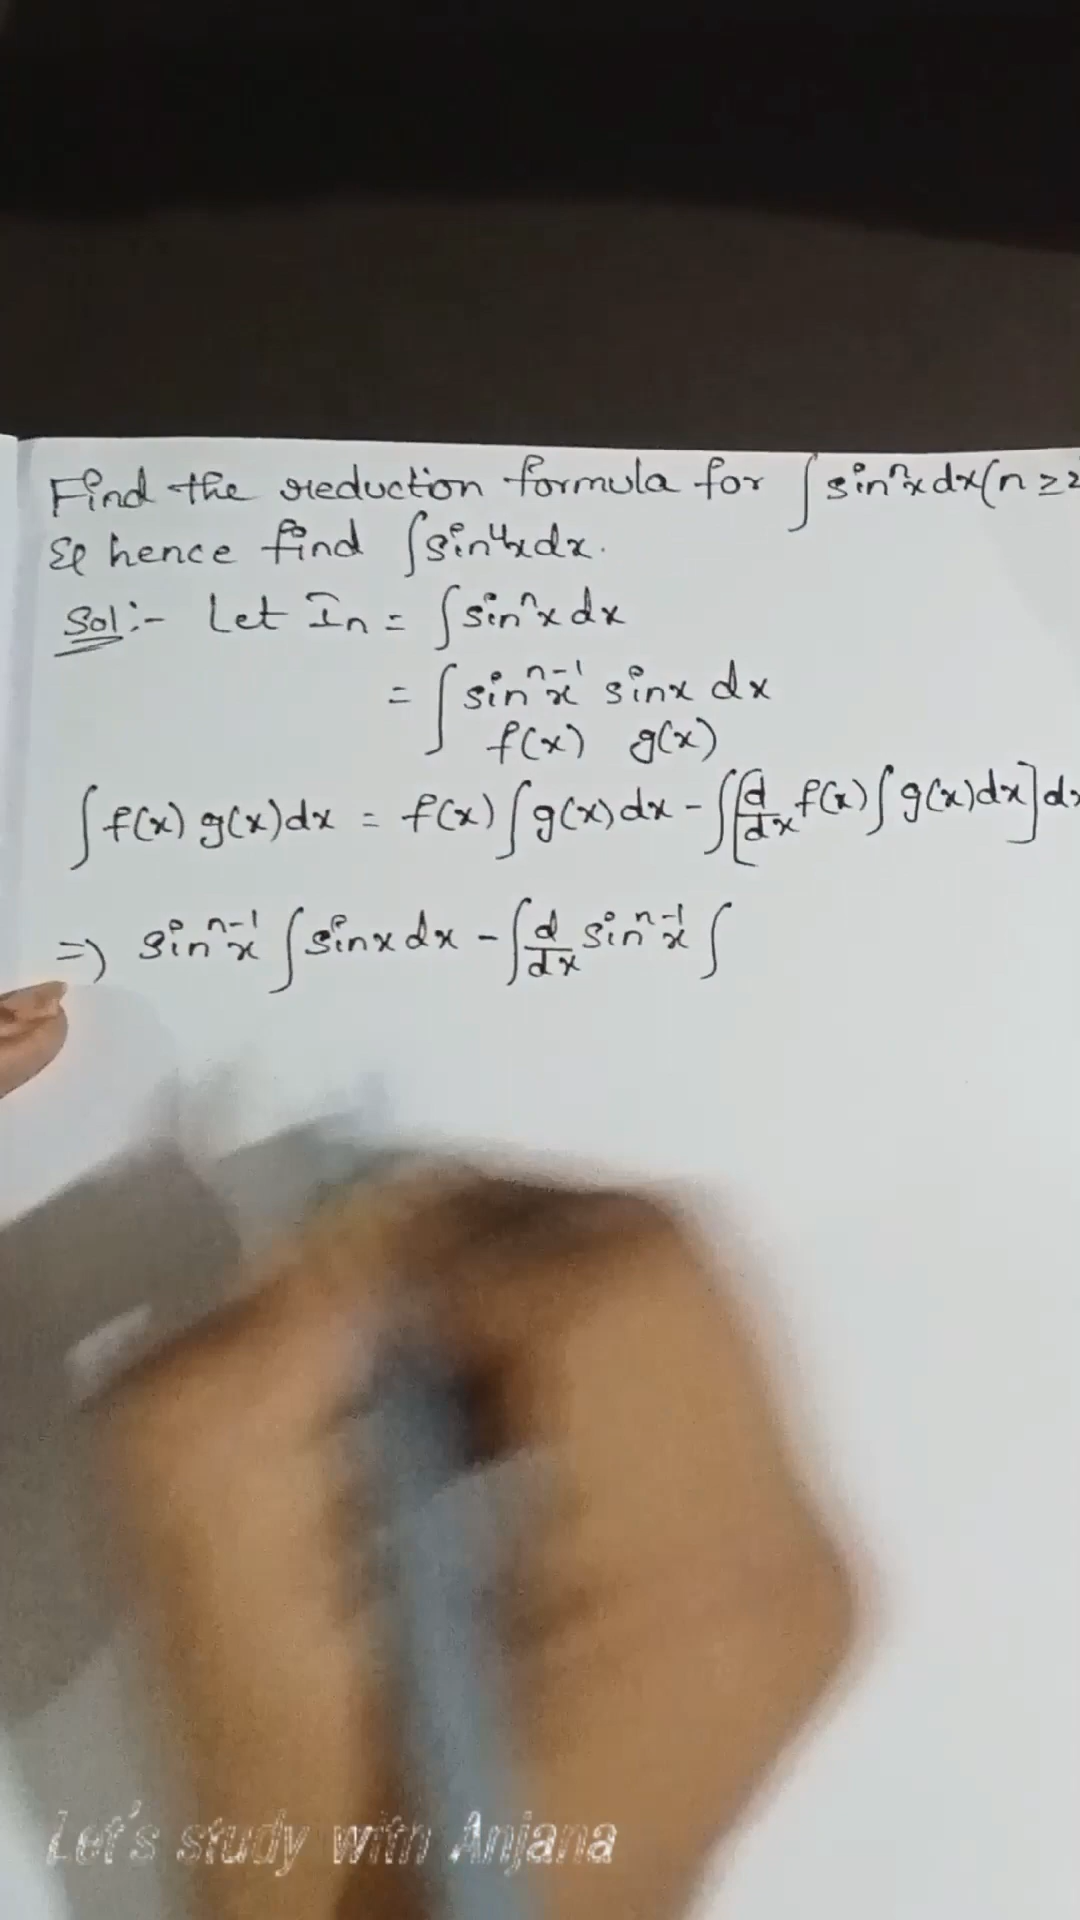 Find the reduction formula for ∫sinⁿx dx (n ≥ 2
& hence find ∫sin⁴x dx.
Sol:- Let Iₙ = ∫sinⁿx dx
= ∫sinⁿ⁻¹x sinx dx
f(x) g(x)
∫f(x) g(x)dx = f(x)∫g(x)dx - ∫[d/dx f(x)∫g(x)dx]dx
⇒ sinⁿ⁻¹x ∫sinx dx - ∫d/dx sinⁿ⁻¹x ∫
Let's study with Anjana